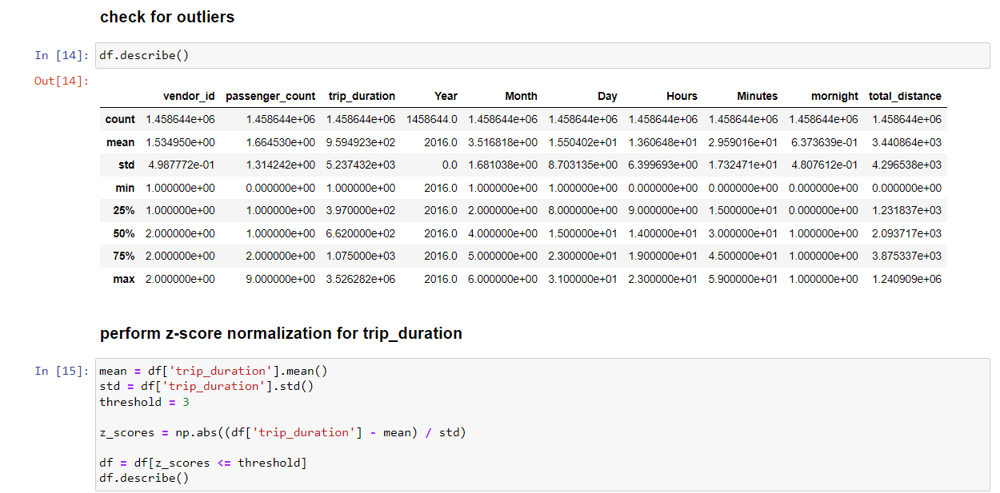 check for outliers
In [14]: df.describe()
Out[14]:
vendor_id passenger_count trip_duration Year Month Day Hours Minutes mornight total_distance
count 1.458644e+06 1.458644e+06 1.458644e+06 1458644.0 1.458644e+06 1.458644e+06 1.458644e+06 1.458644e+06 1.458644e+06 1.458644e+06
mean 1.534950e+00 1.664530e+00 9.594923e+02 2016.0 3.516818e+00 1.550402e+01 1.360648e+01 2.959016e+01 6.373639e-01 3.440864e+03
std 4.987772e-01 1.314242e+00 5.237432e+03 0.0 1.681038e+00 8.703135e+00 6.399693e+00 1.732471e+01 4.807612e-01 4.296538e+03
min 1.000000e+00 0.000000e+00 1.000000e+00 2016.0 1.000000e+00 1.000000e+00 0.000000e+00 0.000000e+00 0.000000e+00 0.000000e+00
25% 1.000000e+00 1.000000e+00 3.970000e+02 2016.0 2.000000e+00 8.000000e+00 9.000000e+00 1.500000e+01 0.000000e+00 1.231837e+03
50% 2.000000e+00 1.000000e+00 6.620000e+02 2016.0 4.000000e+00 1.500000e+01 1.400000e+01 3.000000e+01 1.000000e+00 2.093717e+03
75% 2.000000e+00 2.000000e+00 1.075000e+03 2016.0 5.000000e+00 2.300000e+01 1.900000e+01 4.500000e+01 1.000000e+00 3.875337e+03
max 2.000000e+00 9.000000e+00 3.526282e+06 2016.0 6.000000e+00 3.100000e+01 2.300000e+01 5.900000e+01 1.000000e+00 1.240909e+06
perform z-score normalization for trip_duration
In [15]: mean = df['trip_duration'].mean()
std = df['trip_duration'].std()
threshold = 3
z_scores = np.abs((df['trip_duration'] - mean) / std)
df = df[z_scores <= threshold]
df.describe()